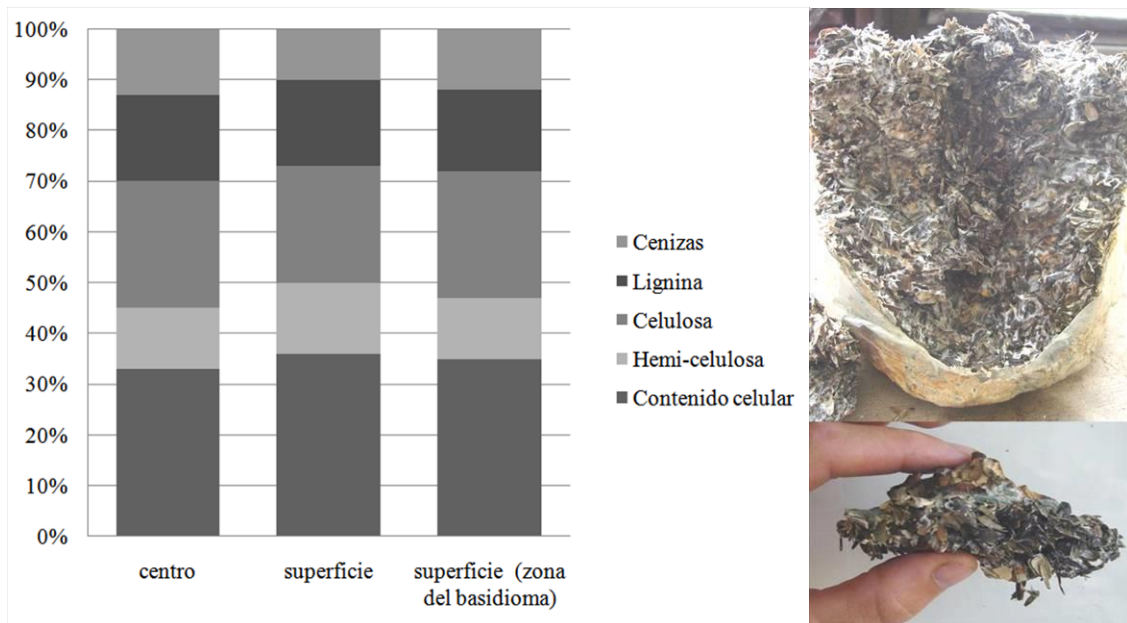 100%
90%
80%
70%
60%
50%
40%
30%
20%
10%
0%
centro
superficie
superficie (zona
del basidioma)
Cenizas
Lignina
Celulosa
Hemi-celulosa
Contenido celular